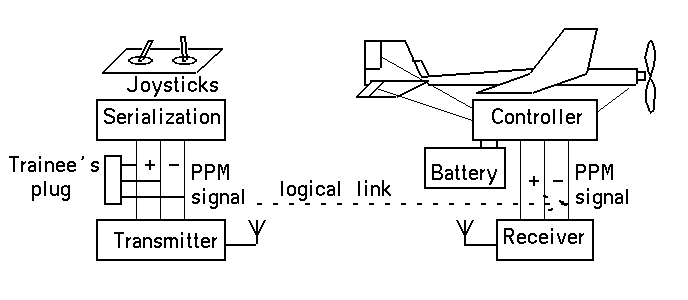 Joysticks
Serialization
Controller
Trainee's
plug
+ -
PPM
signal
Battery
+ -
PPM
signal
logical link
Transmitter
Receiver